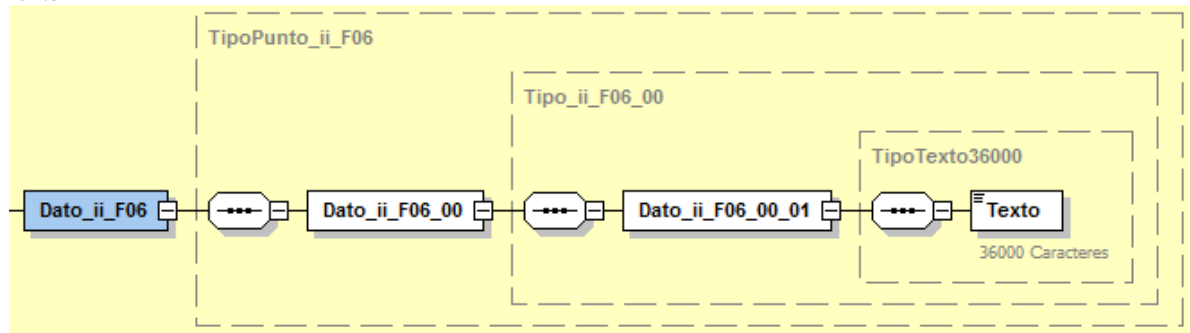 TipoPunto_ii_F06
Tipo_ii_F06_00
TipoTexto36000
Dato_ii_F06
Dato_ii_F06_00
Dato_ii_F06_00_01
Texto
36000 Caracteres